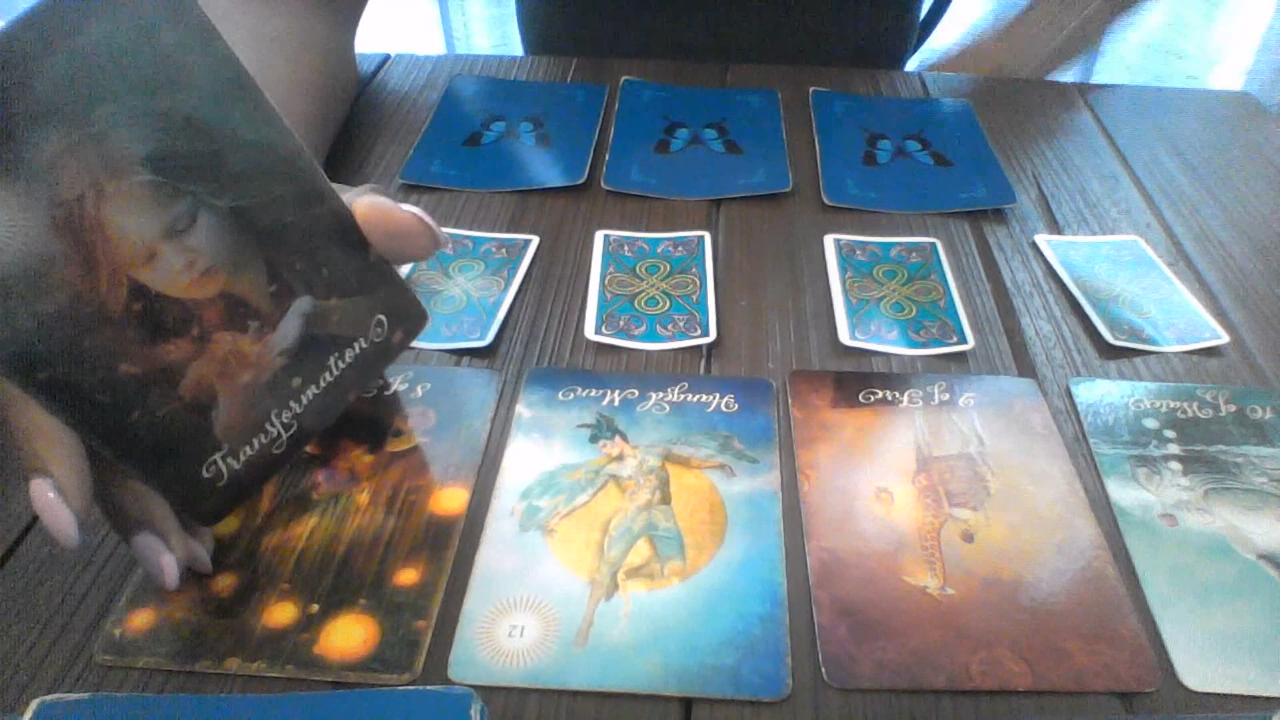 Transformation
Hanged Man
12
2 of Fire
10 of Water